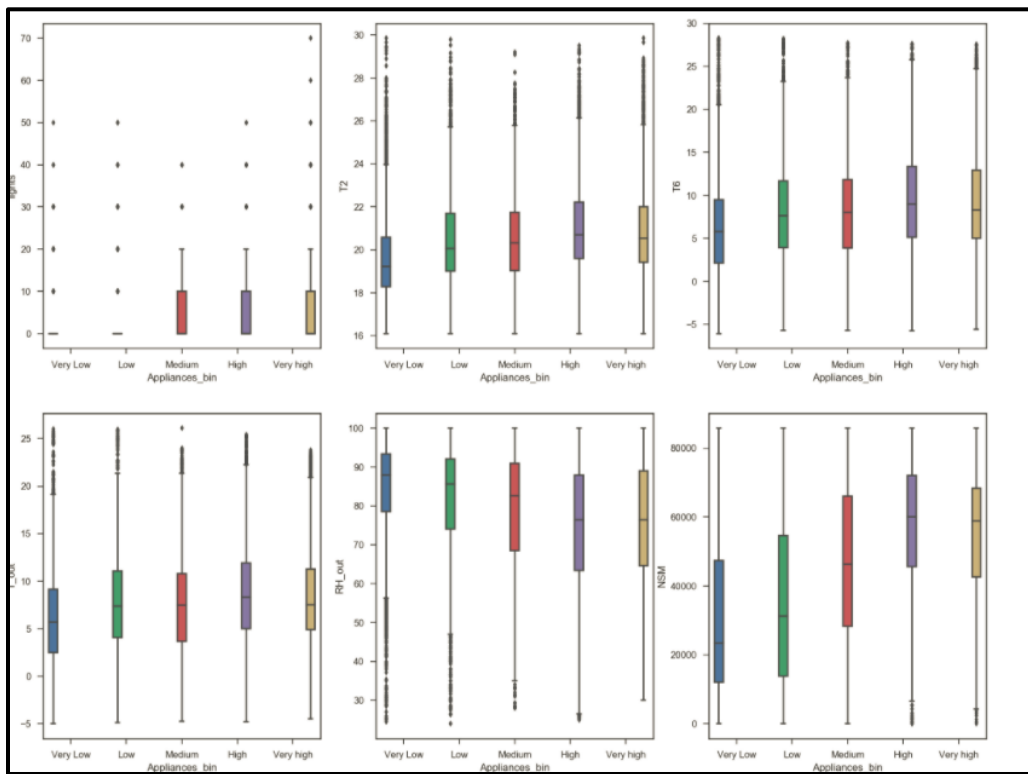 70
60
50
40
30
20
10
0
lights
Very Low Low Medium High Very high
Appliances_bin
30
28
26
24
22
20
18
16
T2
Very Low Low Medium High Very high
Appliances_bin
30
25
20
15
10
5
0
−5
T6
Very Low Low Medium High Very high
Appliances_bin
25
20
15
10
5
0
−5
T_out
Very Low Low Medium High Very high
Appliances_bin
100
90
80
70
60
50
40
30
RH_out
Very Low Low Medium High Very high
Appliances_bin
80000
60000
40000
20000
0
NSM
Very Low Low Medium High Very high
Appliances_bin